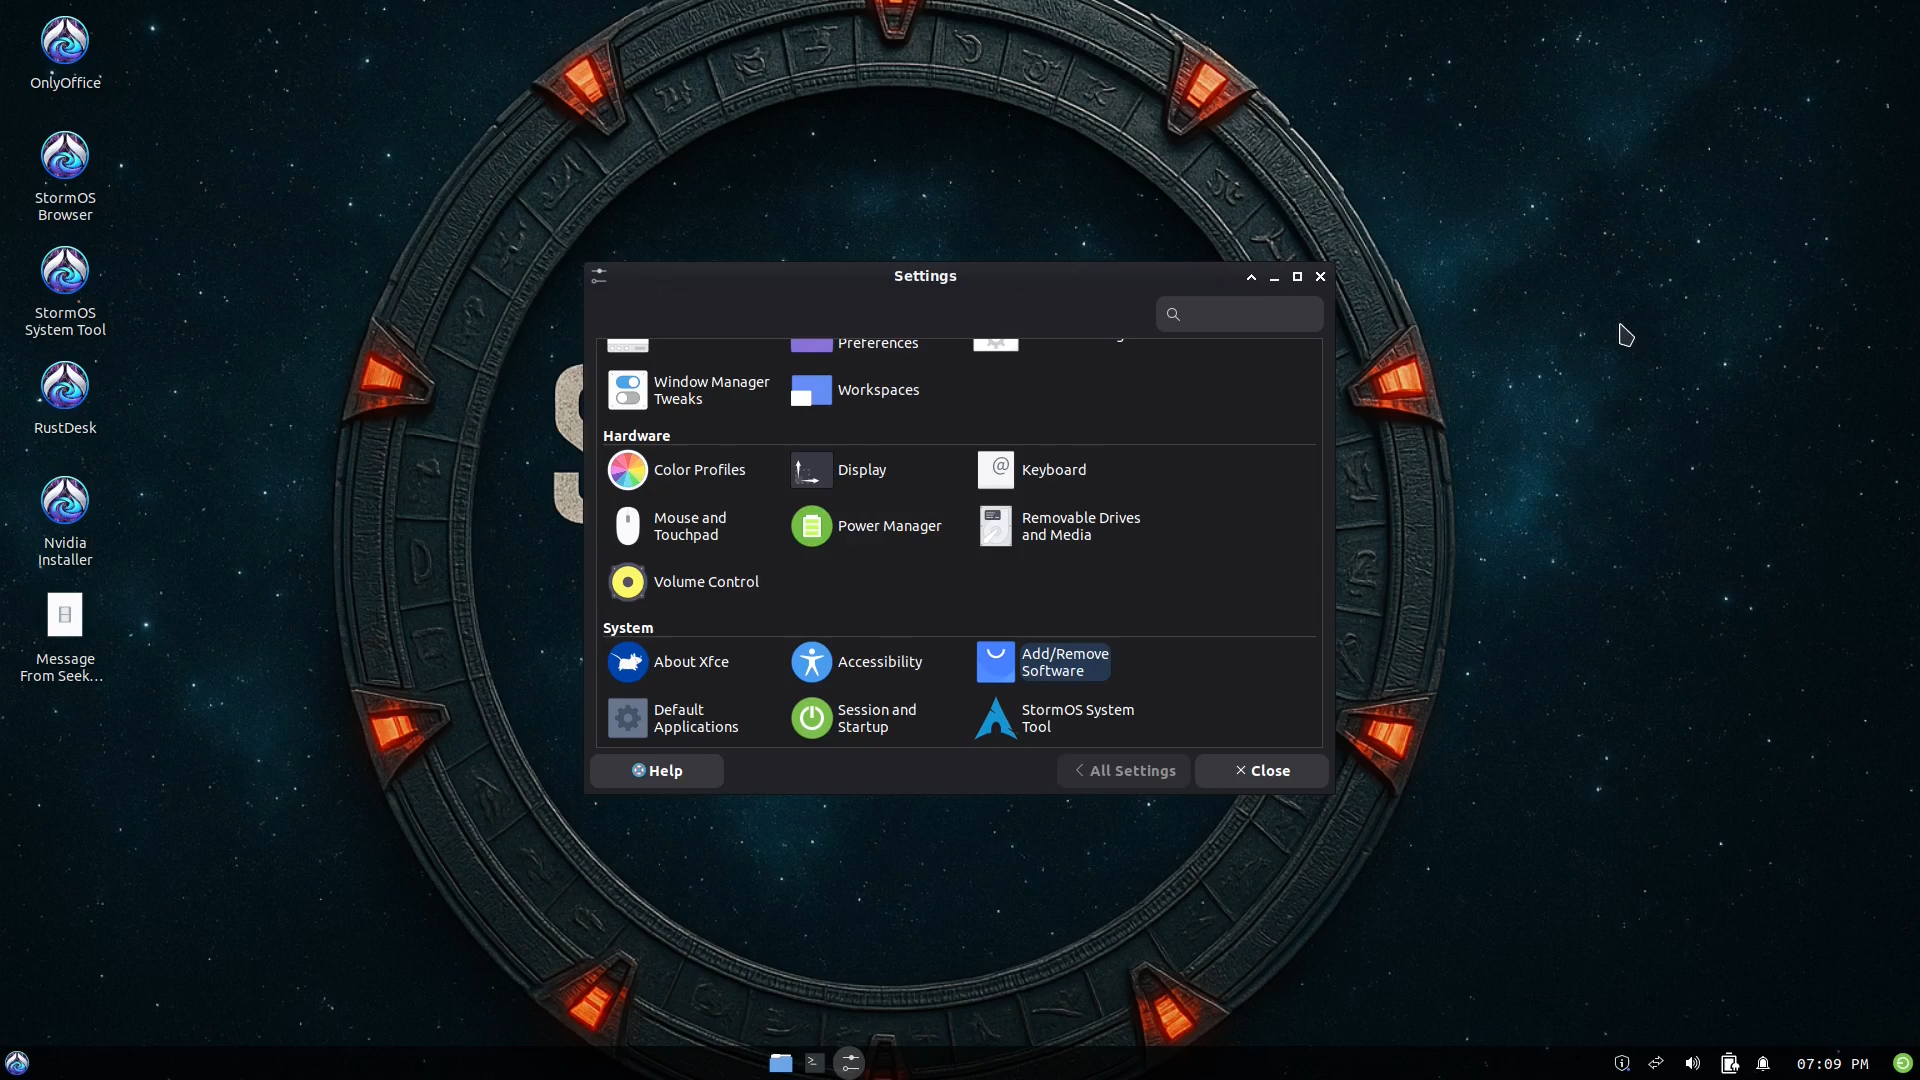 OnlyOffice
StormOS
Browser
StormOS
System Tool
RustDesk
Nvidia
Installer
Message
From Seek...
Settings
Preferences
Window Manager
Tweaks
Workspaces
Hardware
Color Profiles
Display
Keyboard
Mouse and
Touchpad
Power Manager
Removable Drives
and Media
Volume Control
System
About Xfce
Accessibility
Add/Remove
Software
Default
Applications
Session and
Startup
StormOS System
Tool
Help
All Settings
Close
07:09 PM